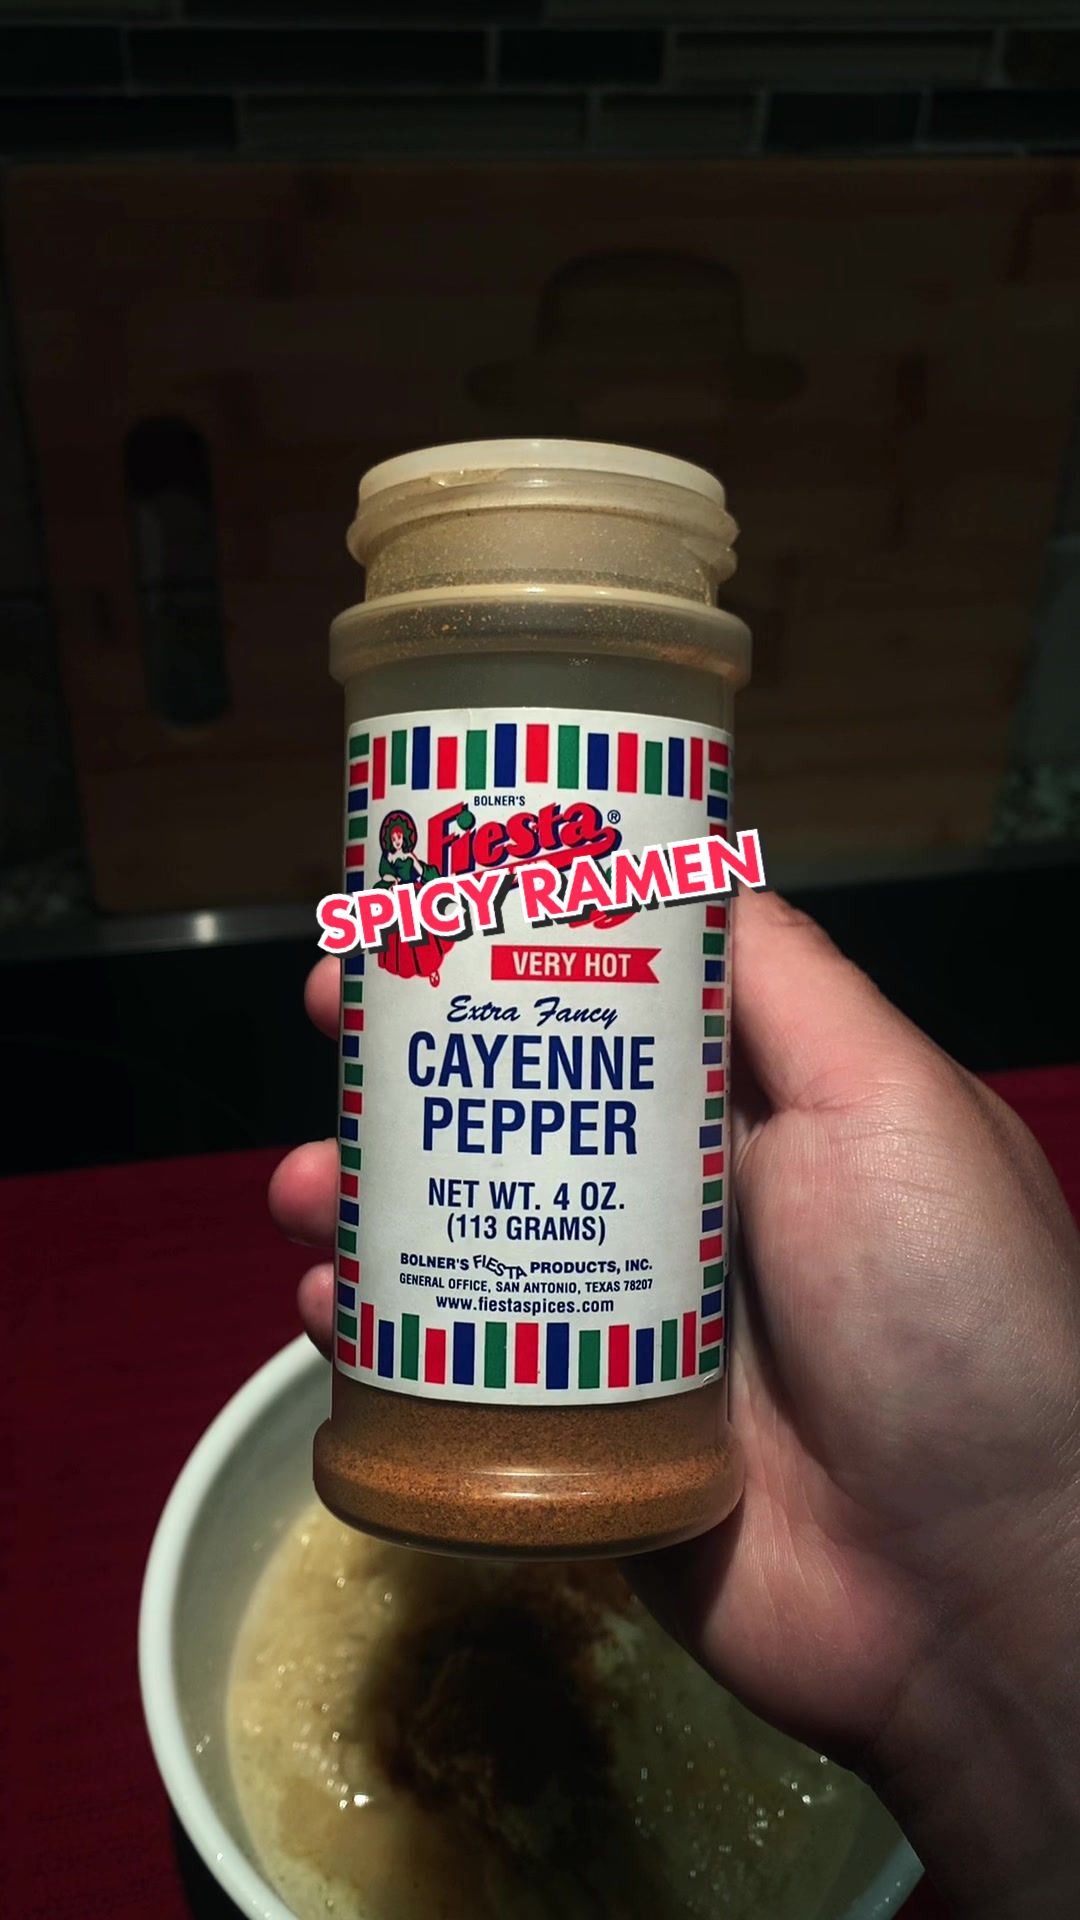 BOLNER'S
Fiesta®
SPICY RAMEN
VERY HOT
Extra Fancy
CAYENNE
PEPPER
NET WT. 4 OZ.
(113 GRAMS)
BOLNER'S FIESTA PRODUCTS, INC.
GENERAL OFFICE, SAN ANTONIO, TEXAS 78207
www.fiestaspices.com